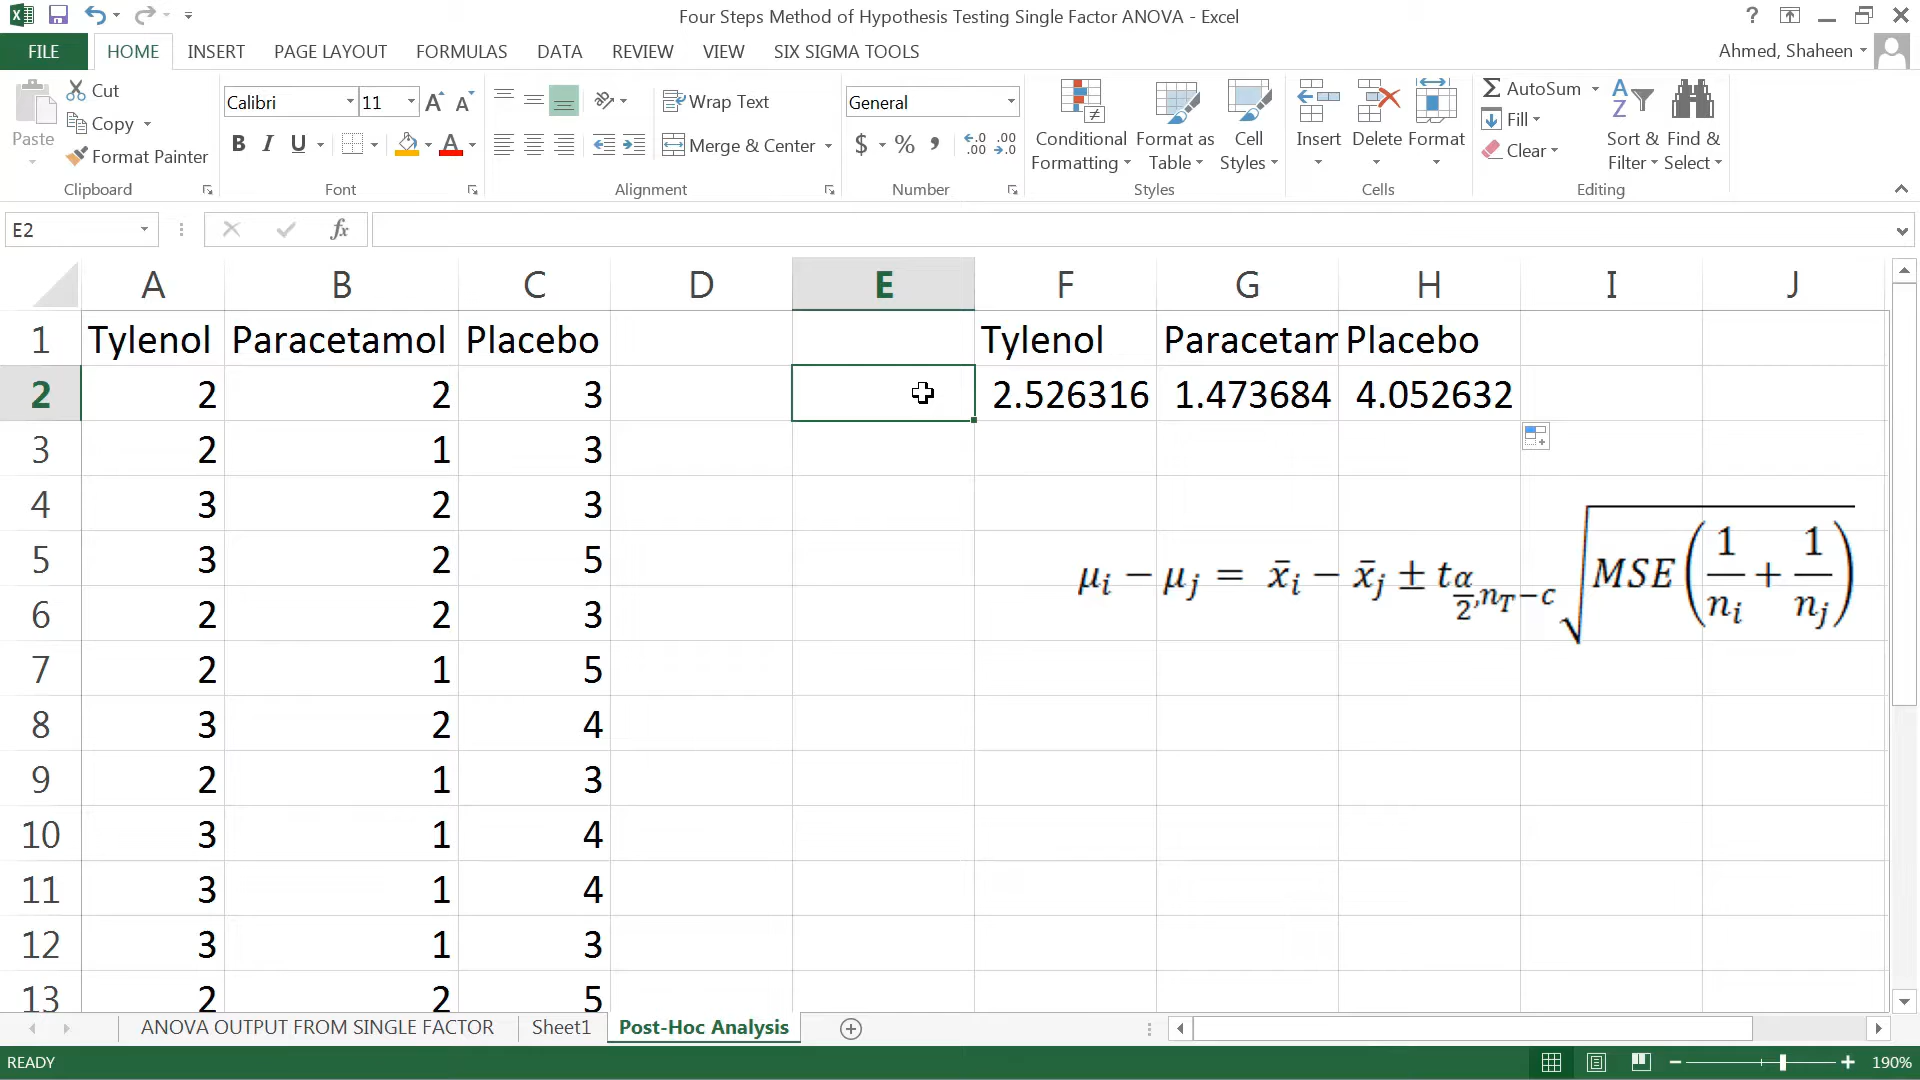 Four Steps Method of Hypothesis Testing Single Factor ANOVA - Excel
FILE HOME INSERT PAGE LAYOUT FORMULAS DATA REVIEW VIEW SIX SIGMA TOOLS Ahmed, Shaheen
Paste
Cut
Copy
Format Painter
Clipboard
Calibri 11
B I U
Font
Wrap Text
Merge & Center
Alignment
General
$ % , ←.0 .00 .00 →.0
Number
Conditional Formatting
Format as Table
Cell Styles
Styles
Insert Delete Format
Cells
AutoSum
Fill
Clear
Sort & Filter
Find & Select
Editing
E2 fx
A B C D E F G H I J
1 Tylenol Paracetamol Placebo Tylenol Paracetam Placebo
2 2 2 3 2.526316 1.473684 4.052632
3 2 1 3
4 3 2 3
5 3 2 5
μi − μj = x̄i − x̄j ± tα/2,nT−c √MSE(1/ni + 1/nj)
6 2 2 3
7 2 1 5
8 3 2 4
9 2 1 3
10 3 1 4
11 3 1 4
12 3 1 3
13 2 2 5
ANOVA OUTPUT FROM SINGLE FACTOR Sheet1 Post-Hoc Analysis
READY 190%